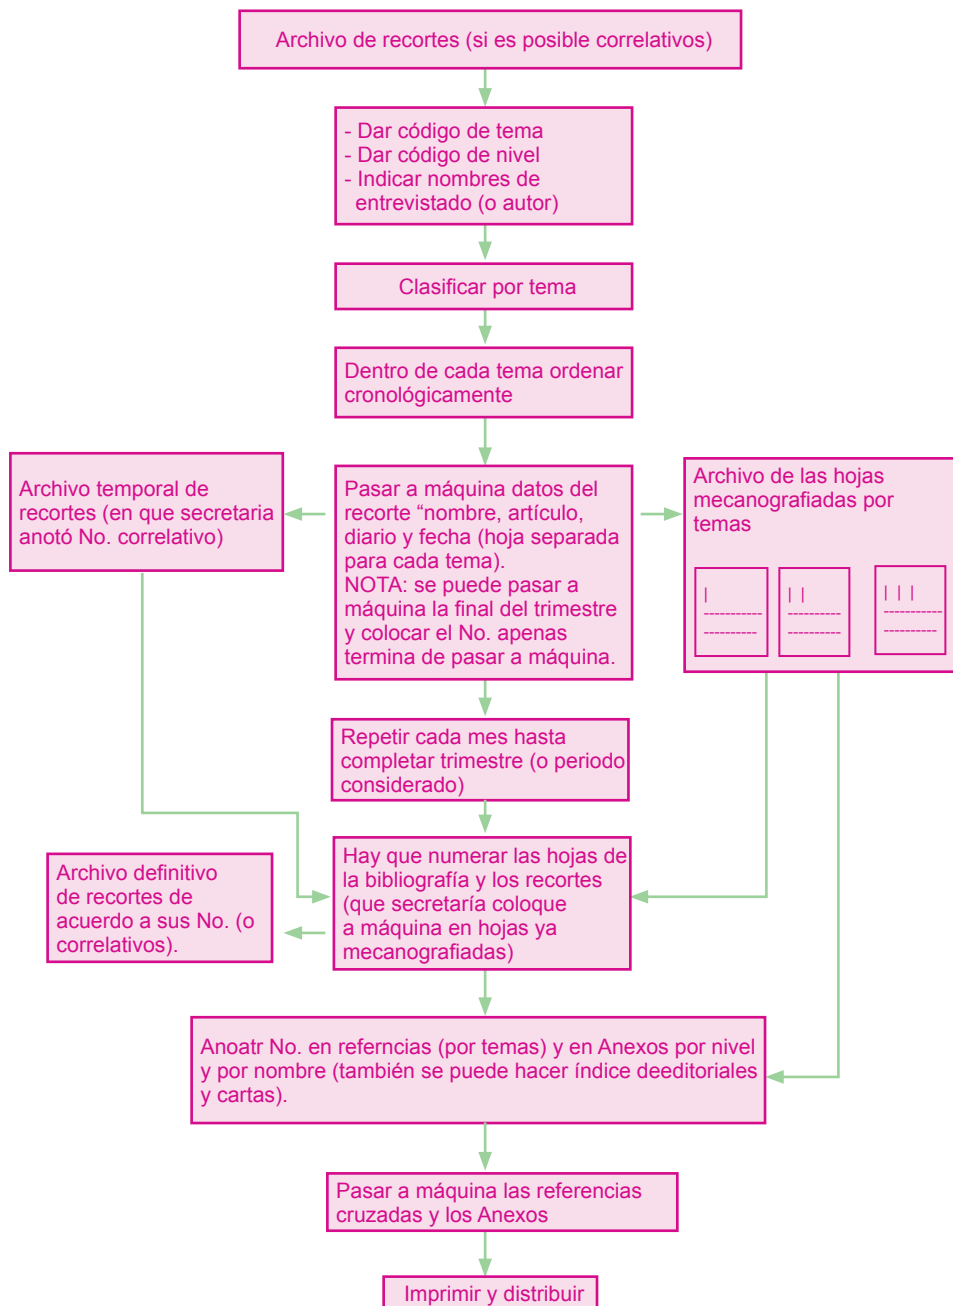 Archivo de recortes (si es posible correlativos)
- Dar código de tema
- Dar código de nivel
- Indicar nombres de
entrevistado (o autor)
Clasificar por tema
Dentro de cada tema ordenar
cronológicamente
Archivo temporal de
recortes (en que secretaria
anotó No. correlativo)
Pasar a máquina datos del
recorte “nombre, artículo,
diario y fecha (hoja separada
para cada tema).
NOTA: se puede pasar a
máquina la final del trimestre
y colocar el No. apenas
termina de pasar a máquina.
Archivo de las hojas
mecanografiadas por
temas
|
-----------
----------
| |
----------
----------
| | |
-----------
----------
Repetir cada mes hasta
completar trimestre (o periodo
considerado)
Hay que numerar las hojas de
la bibliografía y los recortes
(que secretaría coloque
a máquina en hojas ya
mecanografiadas)
Archivo definitivo
de recortes de
acuerdo a sus No. (o
correlativos).
Anoatr No. en referncias (por temas) y en Anexos por nivel
y por nombre (también se puede hacer índice deeditoriales
y cartas).
Pasar a máquina las referencias
cruzadas y los Anexos
Imprimir y distribuir